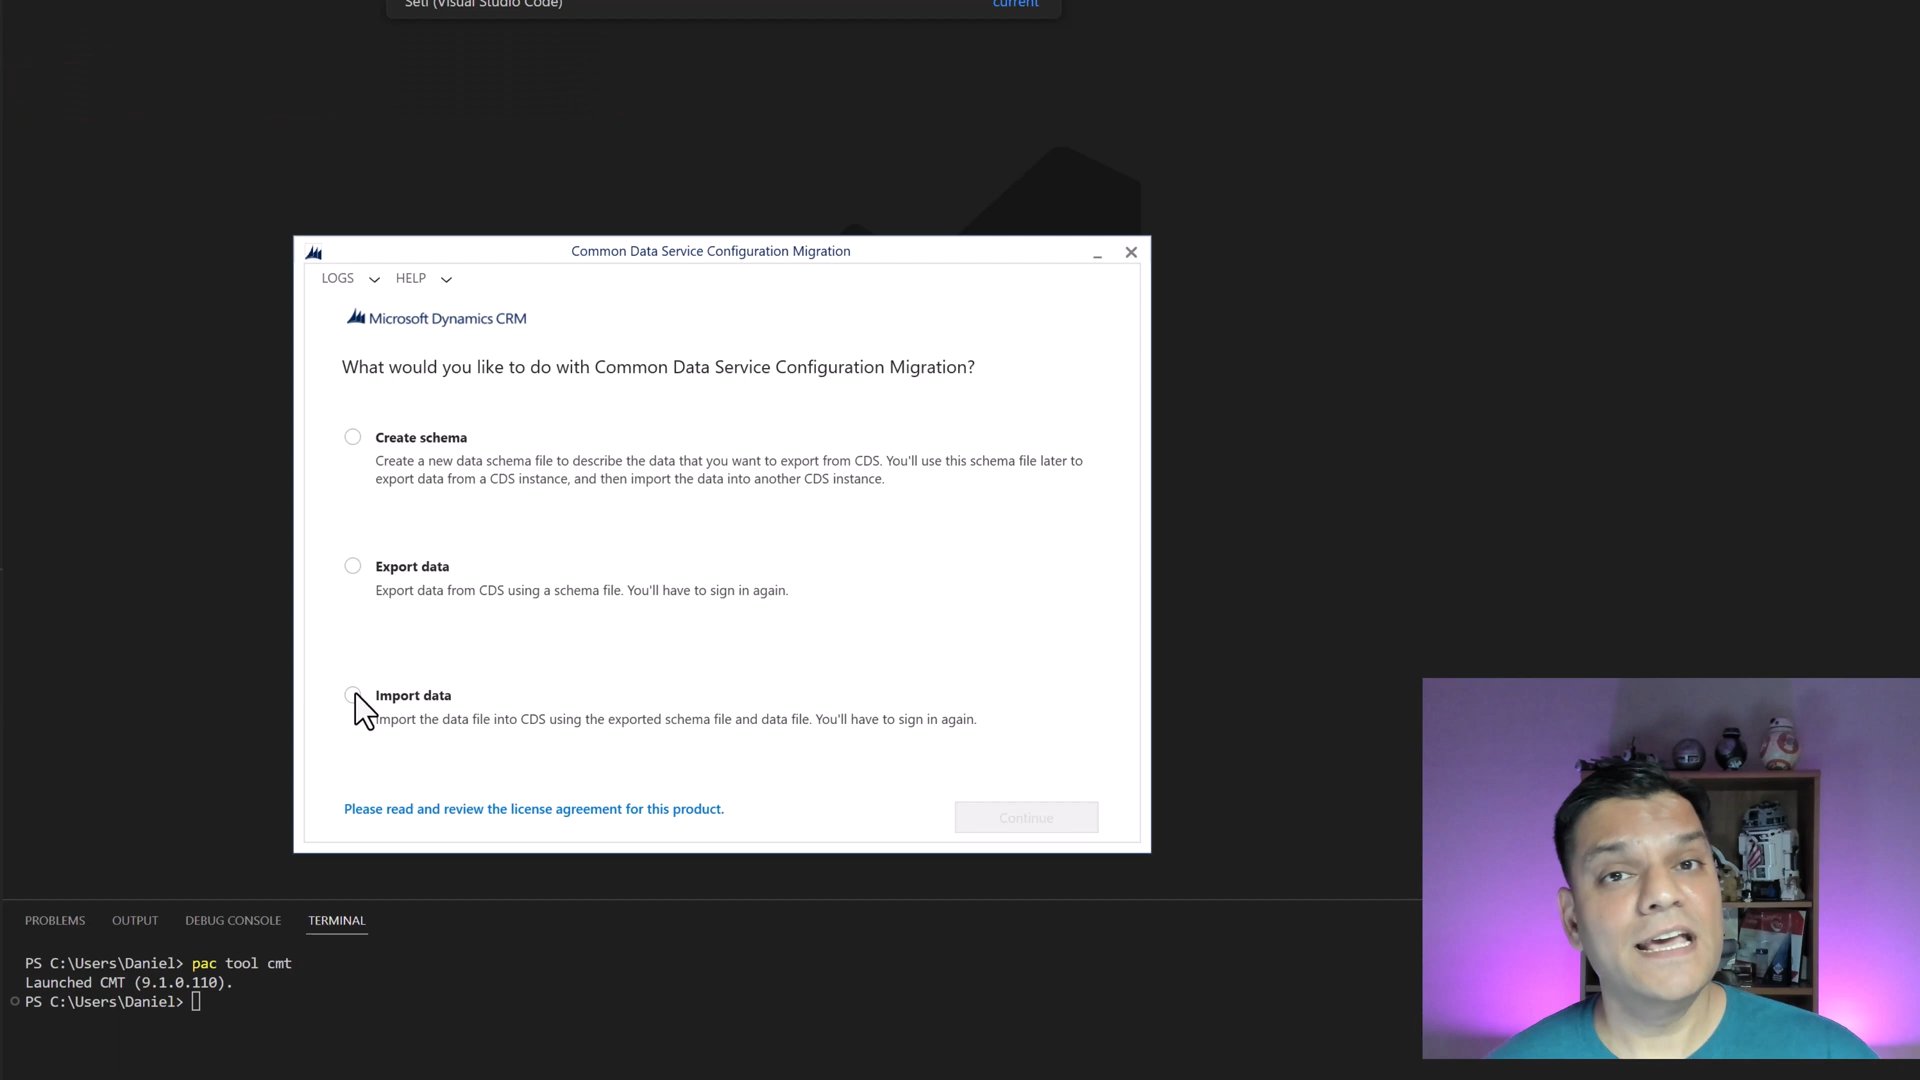 Seti (Visual Studio Code)
current
Common Data Service Configuration Migration
LOGS HELP
Microsoft Dynamics CRM
What would you like to do with Common Data Service Configuration Migration?
Create schema
Create a new data schema file to describe the data that you want to export from CDS. You'll use this schema file later to
export data from a CDS instance, and then import the data into another CDS instance.
Export data
Export data from CDS using a schema file. You'll have to sign in again.
Import data
Import the data file into CDS using the exported schema file and data file. You'll have to sign in again.
Please read and review the license agreement for this product.
Continue
PROBLEMS OUTPUT DEBUG CONSOLE TERMINAL
PS C:\Users\Daniel> pac tool cmt
Launched CMT (9.1.0.110).
PS C:\Users\Daniel>